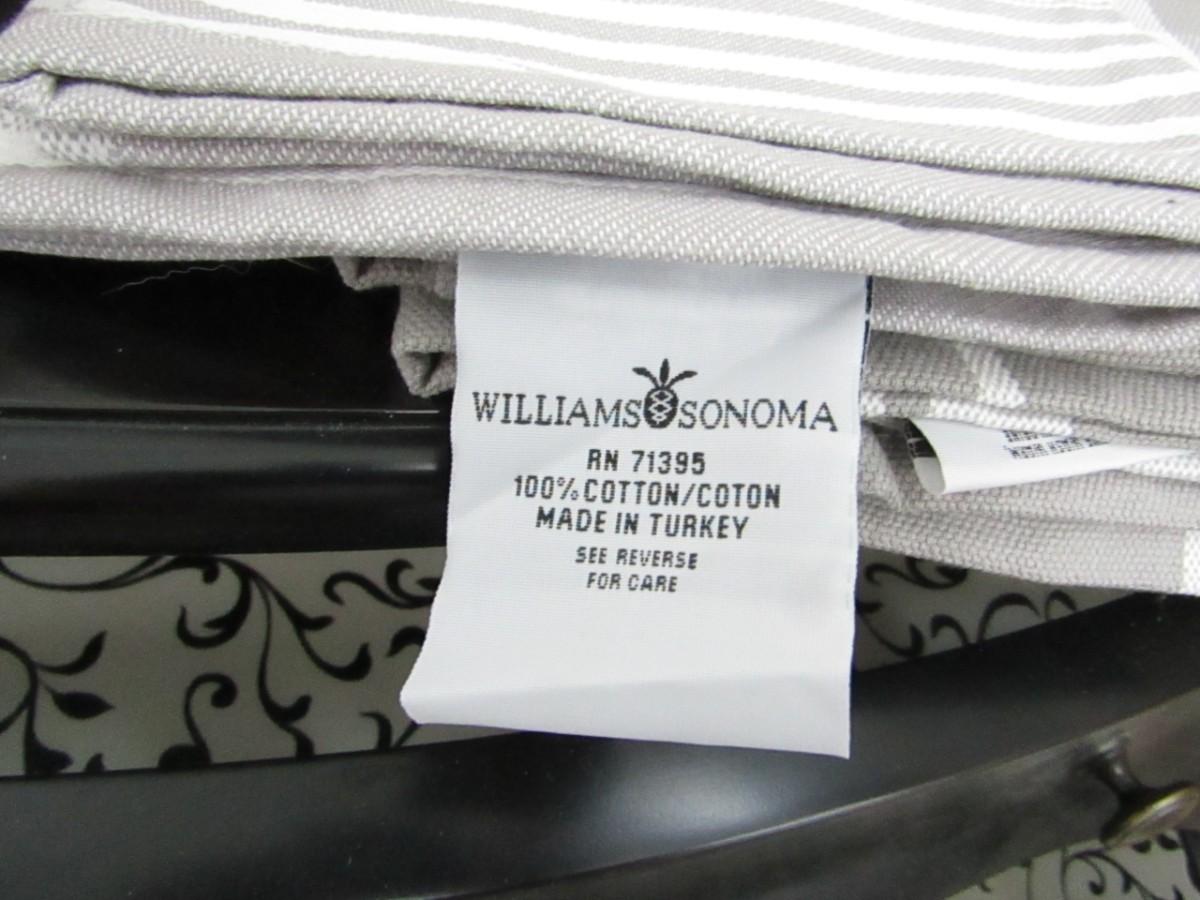 WILLIAMS SONOMA
RN 71395
100% COTTON/COTON
MADE IN TURKEY
SEE REVERSE
FOR CARE